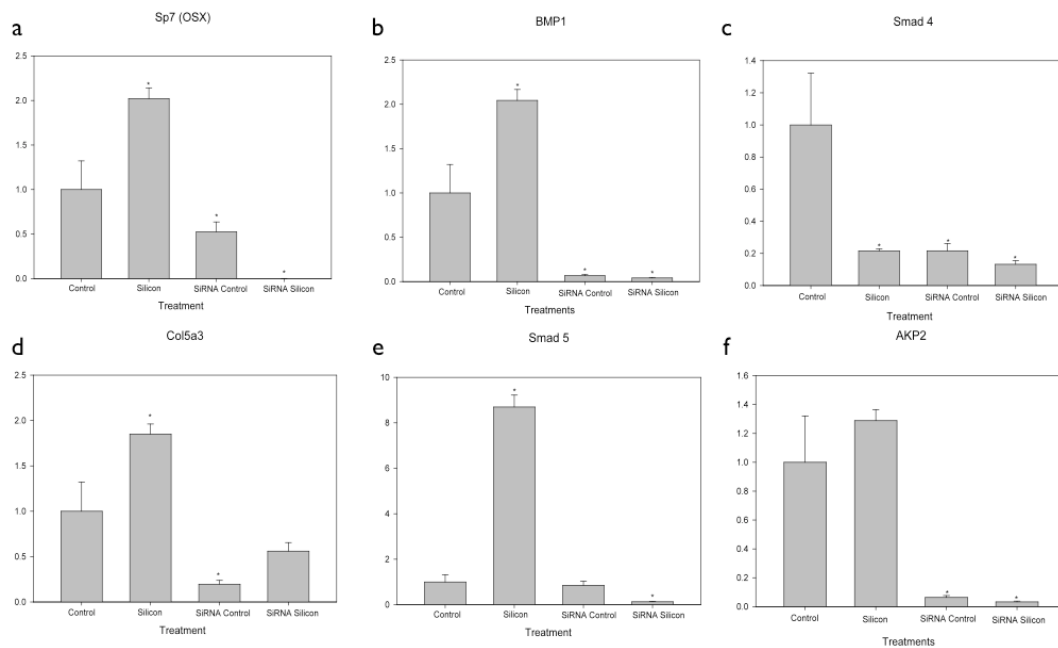 a
Sp7 (OSX)
2.5
2.0
1.5
1.0
0.5
0.0
*
*
*
Control Silicon SiRNA Control SiRNA Silicon
Treatment
b
BMP1
2.5
2.0
1.5
1.0
0.5
0.0
*
*
*
Control Silicon SiRNA Control SiRNA Silicon
Treatments
c
Smad 4
1.4
1.2
1.0
0.8
0.6
0.4
0.2
0.0
*
*
*
Control Silicon SiRNA Control SiRNA Silicon
Treatment
d
Col5a3
2.5
2.0
1.5
1.0
0.5
0.0
*
*
Control Silicon SiRNA Control SiRNA Silicon
Treatment
e
Smad 5
10
8
6
4
2
0
*
*
Control Silicon SiRNA Control SiRNA Silicon
Treatment
f
AKP2
1.6
1.4
1.2
1.0
0.8
0.6
0.4
0.2
0.0
*
*
Control Silicon SiRNA Control SiRNA Silicon
Treatments